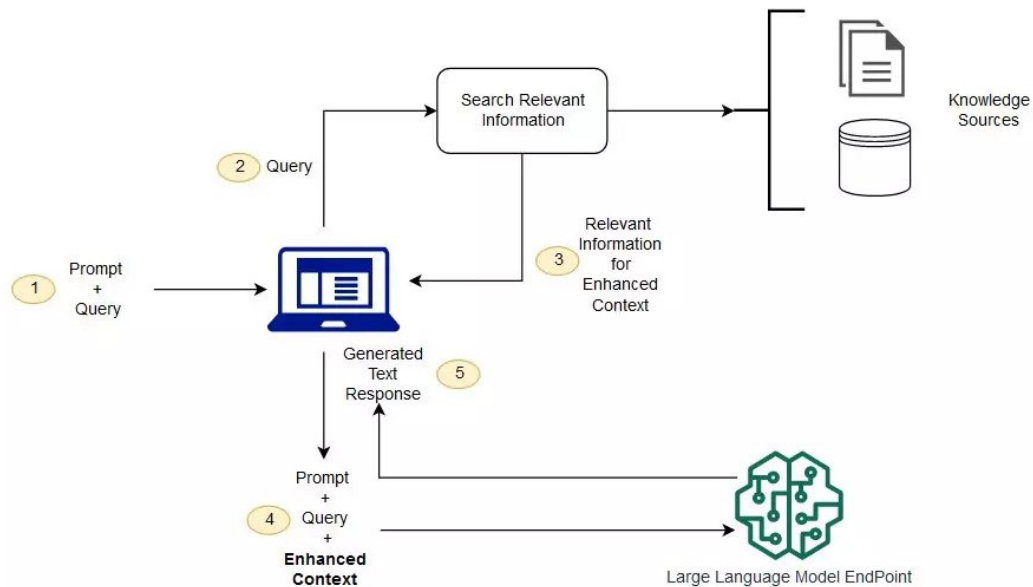 Search Relevant
Information
Knowledge
Sources
2
Query
Relevant
Information
for
Enhanced
Context
3
1
Prompt
+
Query
Generated
Text
Response
5
Prompt
+
Query
+
Enhanced
Context
4
Large Language Model EndPoint